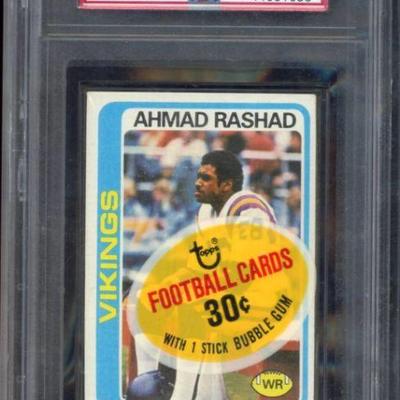 AHMAD RASHAD
VIKINGS
topps®
FOOTBALL CARDS
30¢
WITH 1 STICK BUBBLE GUM
WR